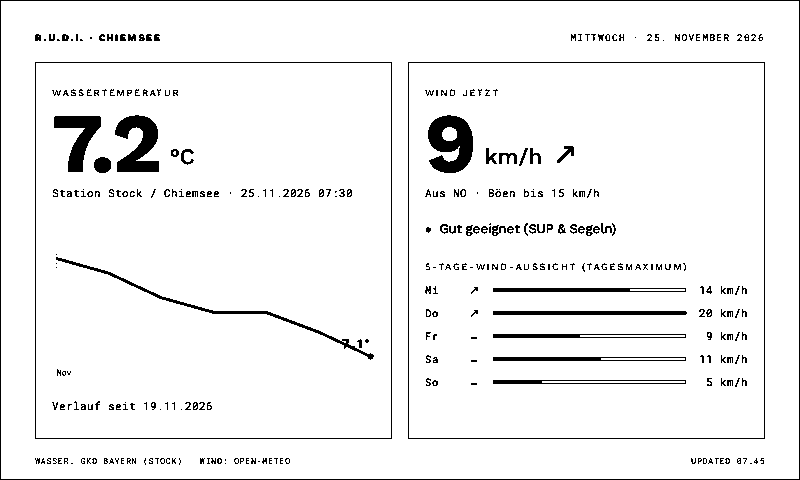 R.U.D.I. · CHIEMSEE
MITTWOCH · 25. NOVEMBER 2026
WASSERTEMPERATUR
7.2 °C
Station Stock / Chiemsee · 25.11.2026 07:30
7.1°
Nov
Verlauf seit 19.11.2026
WIND JETZT
9 km/h ↗
Aus NO · Böen bis 15 km/h
• Gut geeignet (SUP & Segeln)
5-TAGE-WIND-AUSSICHT (TAGESMAXIMUM)
Mi ↗ 14 km/h
Do ↗ 20 km/h
Fr – 9 km/h
Sa – 11 km/h
So – 5 km/h
WASSER: GKD BAYERN (STOCK) WIND: OPEN-METEO
UPDATED 07:45